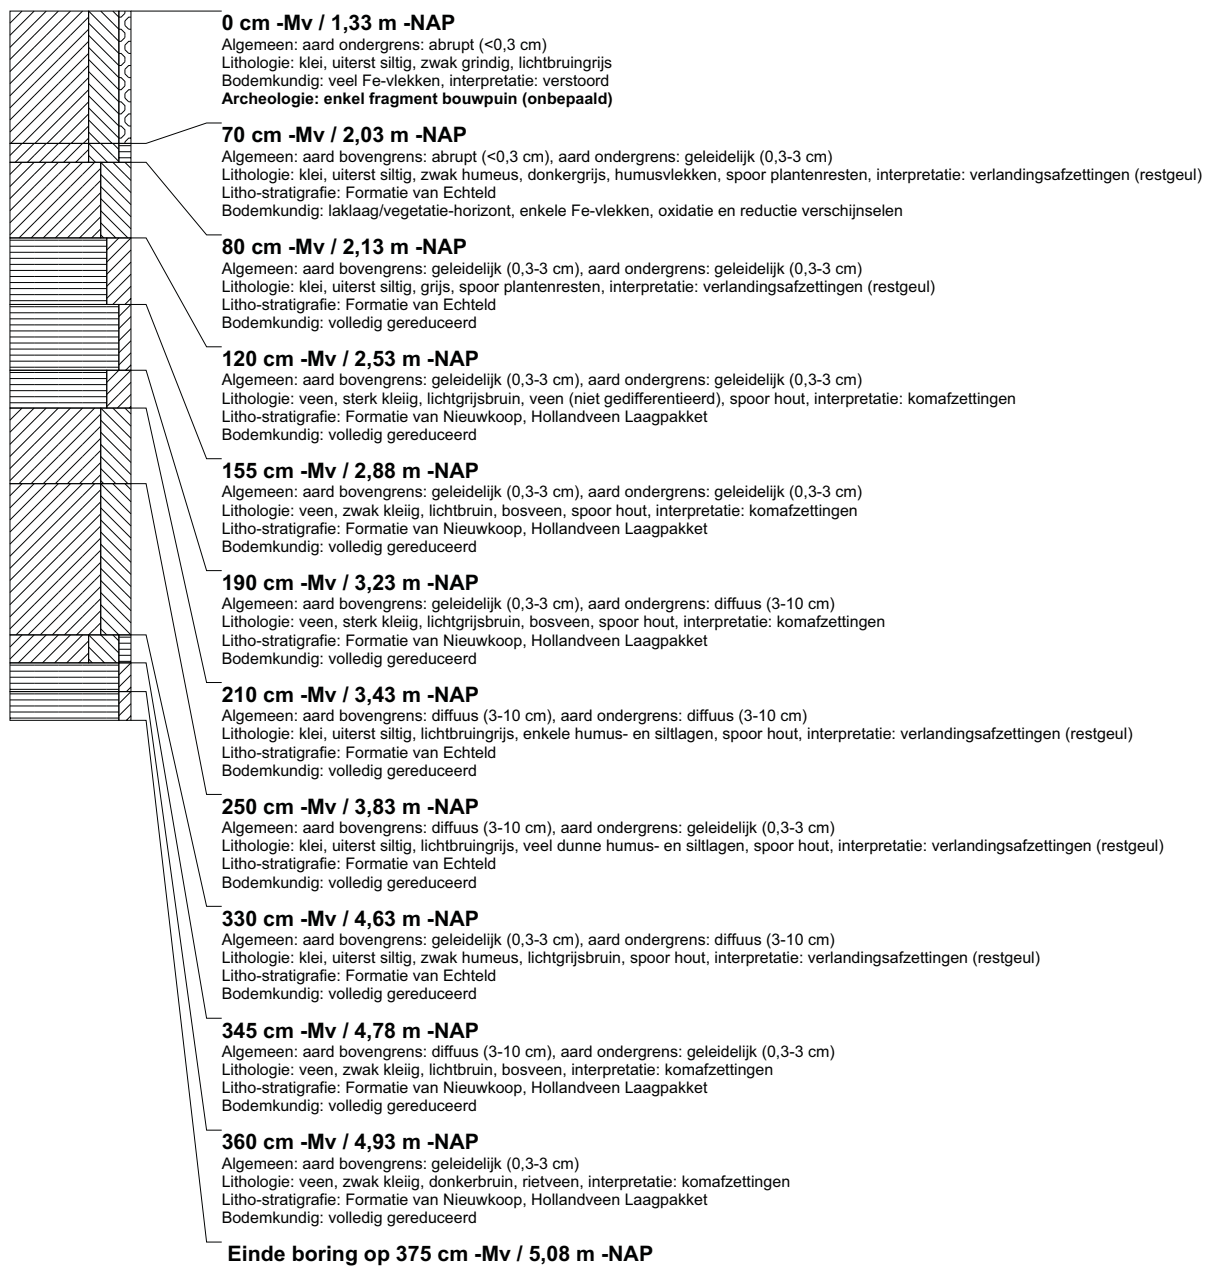 0 cm -Mv / 1,33 m -NAP
Algemeen: aard ondergrens: abrupt (<0,3 cm)
Lithologie: klei, uiterst siltig, zwak grindig, lichtbruingrijs
Bodemkundig: veel Fe-vlekken, interpretatie: verstoord
Archeologie: enkel fragment bouwpuin (onbepaald)
70 cm -Mv / 2,03 m -NAP
Algemeen: aard bovengrens: abrupt (<0,3 cm), aard ondergrens: geleidelijk (0,3-3 cm)
Lithologie: klei, uiterst siltig, zwak humeus, donkergrijs, humusvlekken, spoor plantenresten, interpretatie: verlandingsafzettingen (restgeul)
Litho-stratigrafie: Formatie van Echteld
Bodemkundig: laklaag/vegetatie-horizont, enkele Fe-vlekken, oxidatie en reductie verschijnselen
80 cm -Mv / 2,13 m -NAP
Algemeen: aard bovengrens: geleidelijk (0,3-3 cm), aard ondergrens: geleidelijk (0,3-3 cm)
Lithologie: klei, uiterst siltig, grijs, spoor plantenresten, interpretatie: verlandingsafzettingen (restgeul)
Litho-stratigrafie: Formatie van Echteld
Bodemkundig: volledig gereduceerd
120 cm -Mv / 2,53 m -NAP
Algemeen: aard bovengrens: geleidelijk (0,3-3 cm), aard ondergrens: geleidelijk (0,3-3 cm)
Lithologie: veen, sterk kleiig, lichtgrijsbruin, veen (niet gedifferentieerd), spoor hout, interpretatie: komafzettingen
Litho-stratigrafie: Formatie van Nieuwkoop, Hollandveen Laagpakket
Bodemkundig: volledig gereduceerd
155 cm -Mv / 2,88 m -NAP
Algemeen: aard bovengrens: geleidelijk (0,3-3 cm), aard ondergrens: geleidelijk (0,3-3 cm)
Lithologie: veen, zwak kleiig, lichtbruin, bosveen, spoor hout, interpretatie: komafzettingen
Litho-stratigrafie: Formatie van Nieuwkoop, Hollandveen Laagpakket
Bodemkundig: volledig gereduceerd
190 cm -Mv / 3,23 m -NAP
Algemeen: aard bovengrens: geleidelijk (0,3-3 cm), aard ondergrens: diffuus (3-10 cm)
Lithologie: veen, sterk kleiig, lichtgrijsbruin, bosveen, spoor hout, interpretatie: komafzettingen
Litho-stratigrafie: Formatie van Nieuwkoop, Hollandveen Laagpakket
Bodemkundig: volledig gereduceerd
210 cm -Mv / 3,43 m -NAP
Algemeen: aard bovengrens: diffuus (3-10 cm), aard ondergrens: diffuus (3-10 cm)
Lithologie: klei, uiterst siltig, lichtbruingrijs, enkele humus- en siltlagen, spoor hout, interpretatie: verlandingsafzettingen (restgeul)
Litho-stratigrafie: Formatie van Echteld
Bodemkundig: volledig gereduceerd
250 cm -Mv / 3,83 m -NAP
Algemeen: aard bovengrens: diffuus (3-10 cm), aard ondergrens: geleidelijk (0,3-3 cm)
Lithologie: klei, uiterst siltig, lichtbruingrijs, veel dunne humus- en siltlagen, spoor hout, interpretatie: verlandingsafzettingen (restgeul)
Litho-stratigrafie: Formatie van Echteld
Bodemkundig: volledig gereduceerd
330 cm -Mv / 4,63 m -NAP
Algemeen: aard bovengrens: geleidelijk (0,3-3 cm), aard ondergrens: diffuus (3-10 cm)
Lithologie: klei, uiterst siltig, zwak humeus, lichtgrijsbruin, spoor hout, interpretatie: verlandingsafzettingen (restgeul)
Litho-stratigrafie: Formatie van Echteld
Bodemkundig: volledig gereduceerd
345 cm -Mv / 4,78 m -NAP
Algemeen: aard bovengrens: diffuus (3-10 cm), aard ondergrens: geleidelijk (0,3-3 cm)
Lithologie: veen, zwak kleiig, lichtbruin, bosveen, interpretatie: komafzettingen
Litho-stratigrafie: Formatie van Nieuwkoop, Hollandveen Laagpakket
Bodemkundig: volledig gereduceerd
360 cm -Mv / 4,93 m -NAP
Algemeen: aard bovengrens: geleidelijk (0,3-3 cm)
Lithologie: veen, zwak kleiig, donkerbruin, rietveen, interpretatie: komafzettingen
Litho-stratigrafie: Formatie van Nieuwkoop, Hollandveen Laagpakket
Bodemkundig: volledig gereduceerd
Einde boring op 375 cm -Mv / 5,08 m -NAP